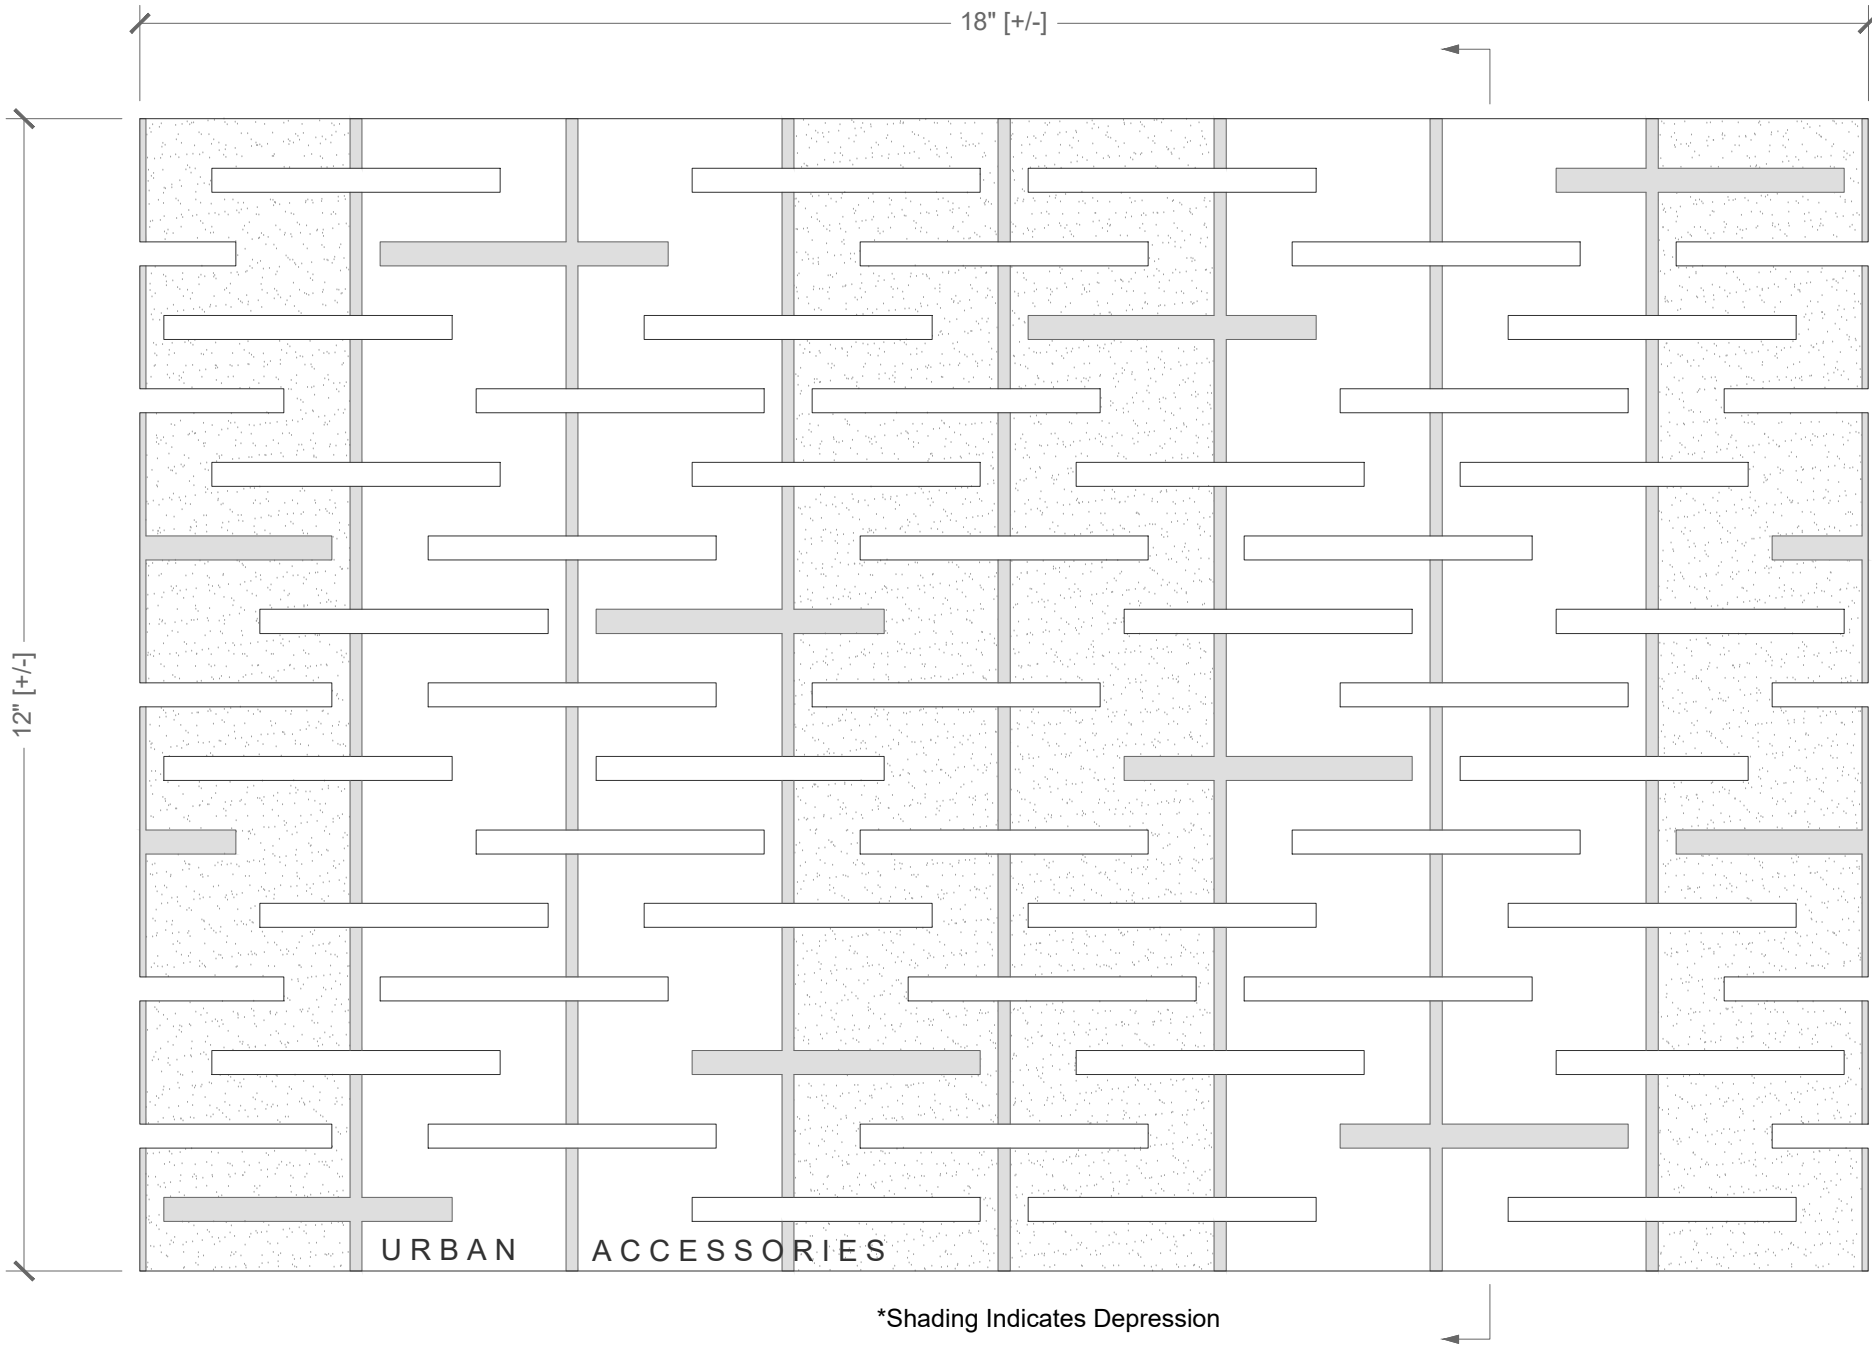 18" [+/-]
12" [+/-]
URBAN ACCESSORIES
*Shading Indicates Depression